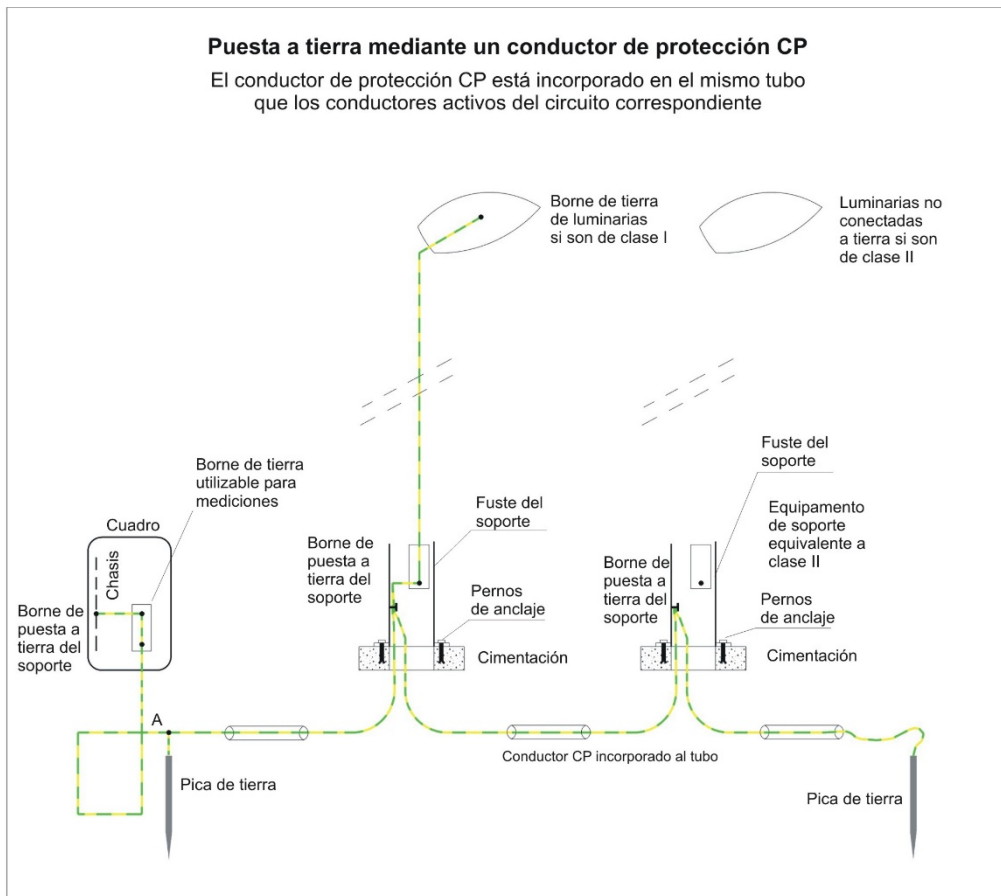 Puesta a tierra mediante un conductor de protección CP
El conductor de protección CP está incorporado en el mismo tubo
que los conductores activos del circuito correspondiente
Borne de tierra
de luminarias
si son de clase I
Luminarias no
conectadas
a tierra si son
de clase II
Borne de tierra
utilizable para
mediciones
Cuadro
Chasis
Borne de
puesta a
tierra del
soporte
Fuste del
soporte
Borne de
puesta a
tierra del
soporte
Pernos
de anclaje
Cimentación
Fuste del
soporte
Equipamento
de soporte
equivalente a
clase II
Borne de
puesta a
tierra del
soporte
Pernos
de anclaje
Cimentación
A
Pica de tierra
Conductor CP incorporado al tubo
Pica de tierra